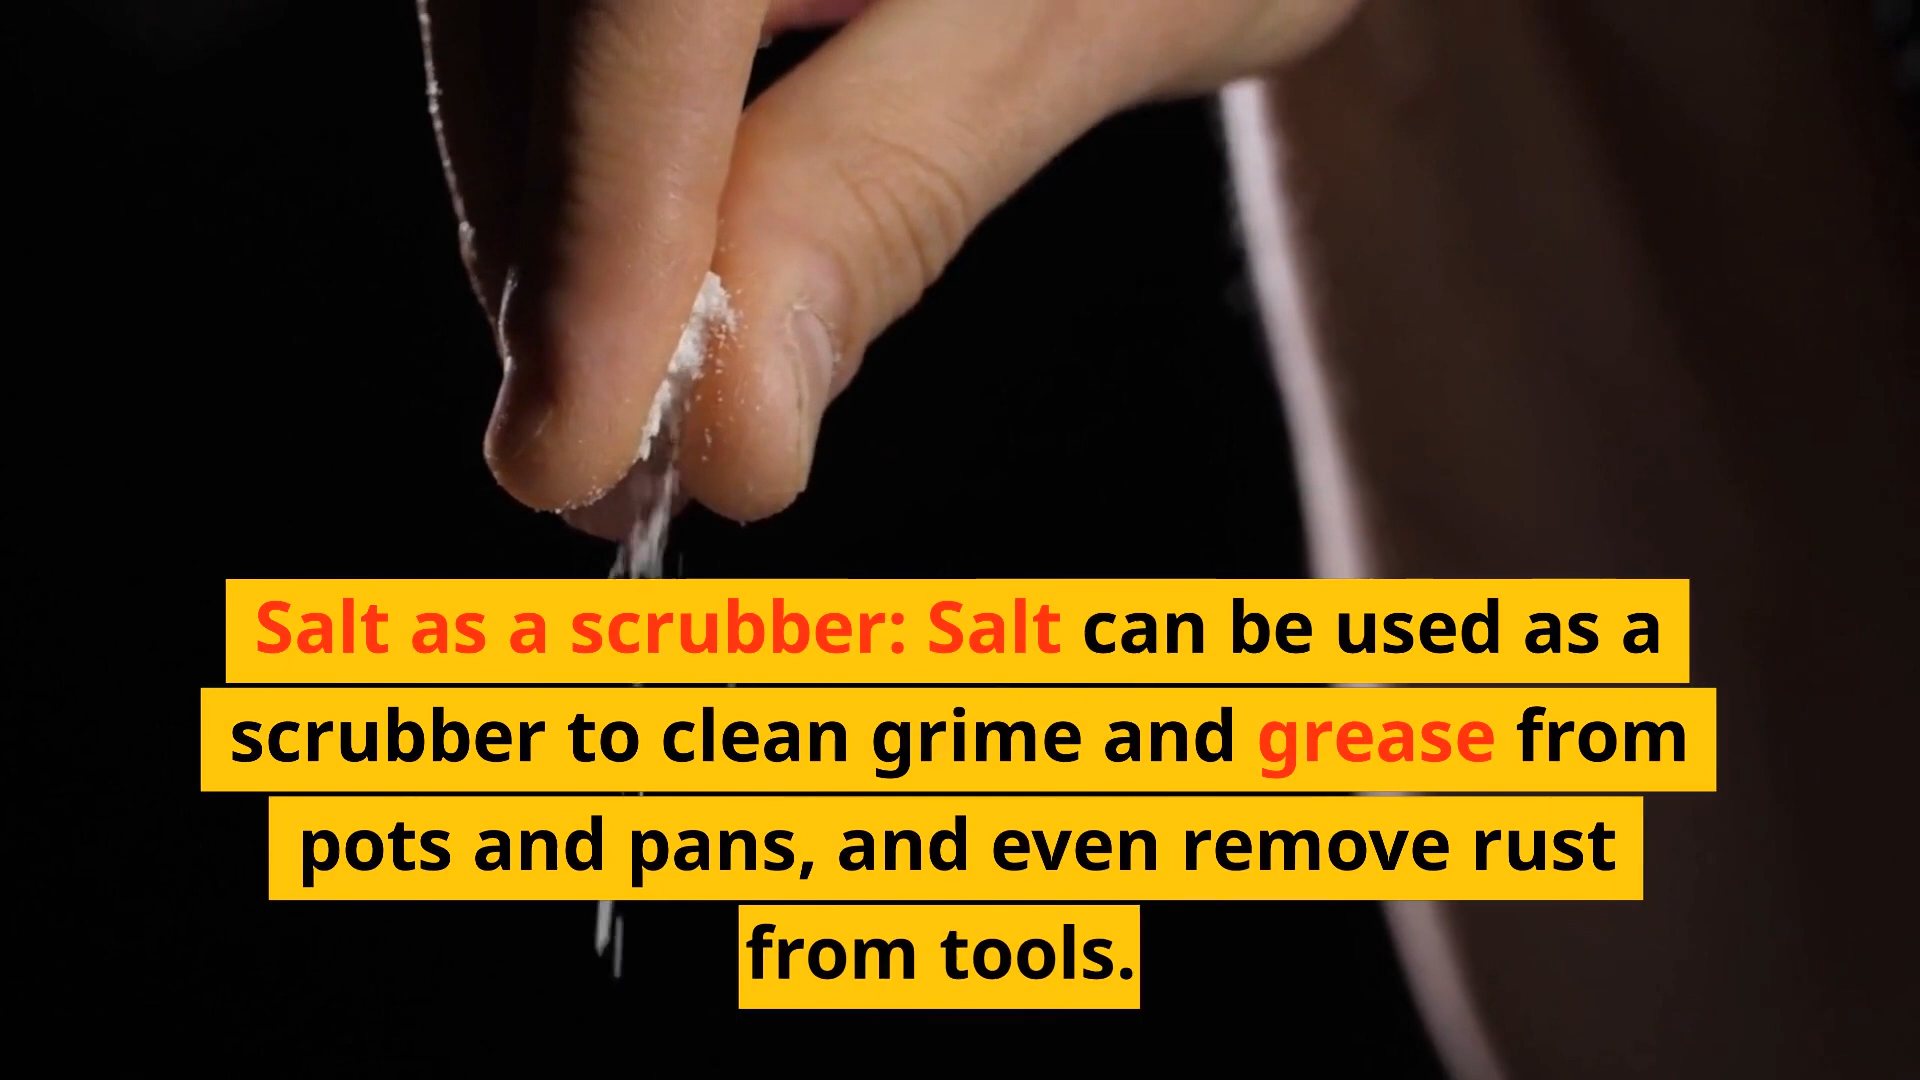 Salt as a scrubber: Salt can be used as a
scrubber to clean grime and grease from
pots and pans, and even remove rust
from tools.